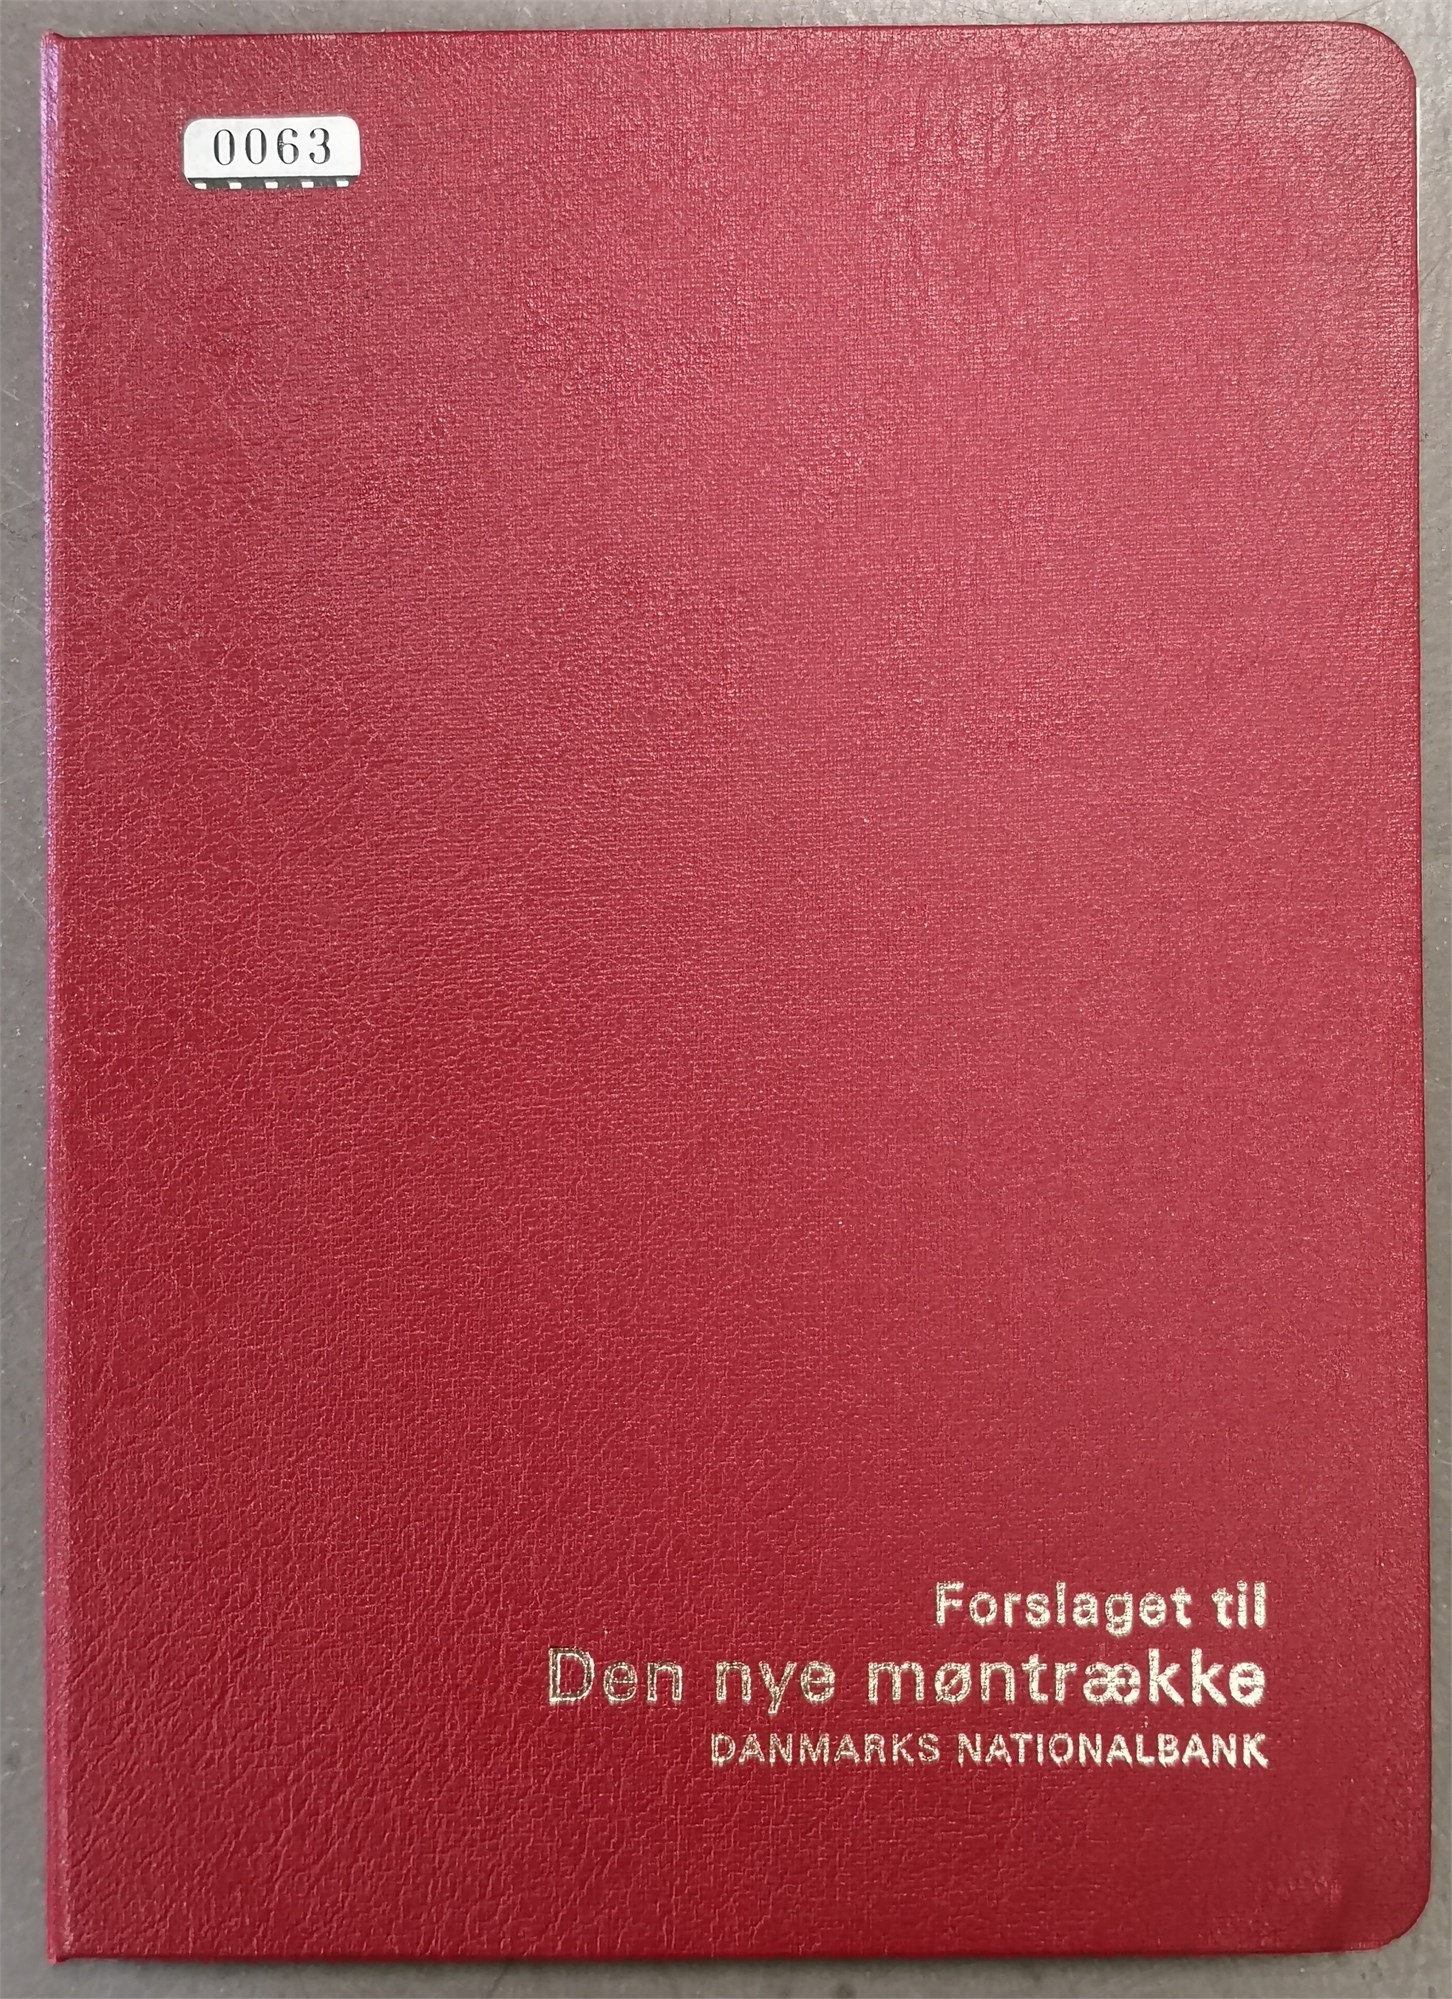 0063
Forslaget til
Den nye møntrække
DANMARKS NATIONALBANK